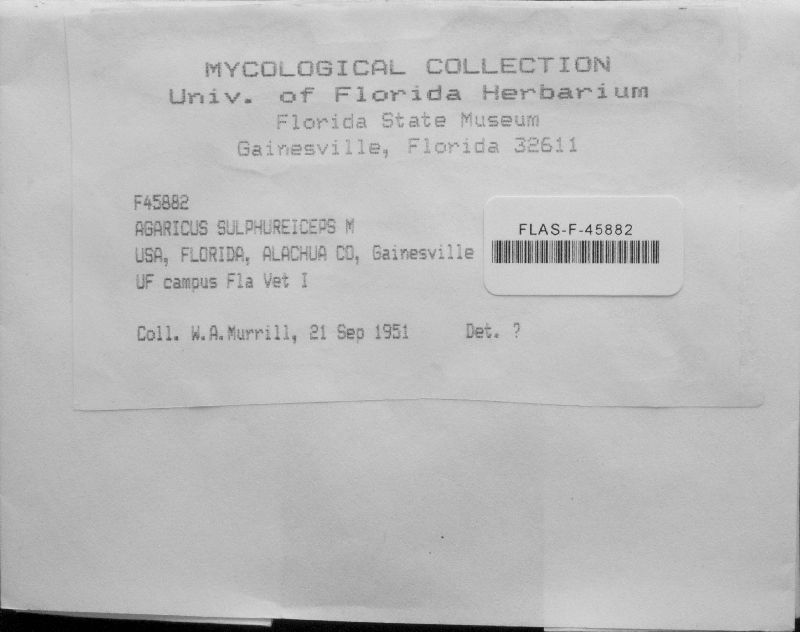 MYCOLOGICAL COLLECTION
Univ. of Florida Herbarium
Florida State Museum
Gainesville, Florida 32611
F45882
AGARICUS SULPHUREICEPS M
USA, FLORIDA, ALACHUA CO, Gainesville
UF campus Fla Vet I
Coll. W.A.Murrill, 21 Sep 1951 Det. ?
FLAS-F-45882